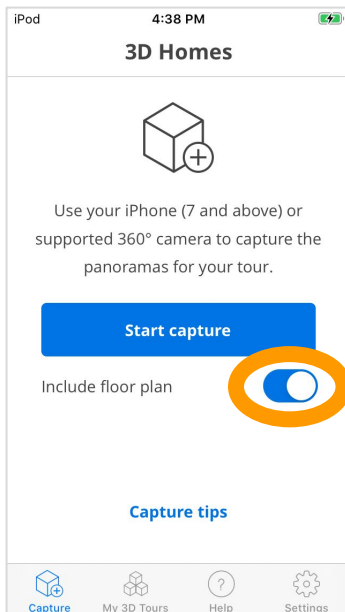 iPod 4:38 PM
3D Homes
Use your iPhone (7 and above) or
supported 360° camera to capture the
panoramas for your tour.
Start capture
Include floor plan
Capture tips
?
Capture My 3D Tours Help Settings